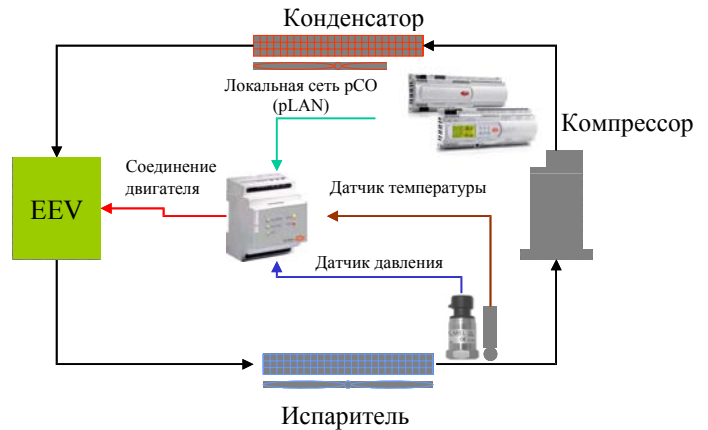 Конденсатор
Локальная сеть pCO
(pLAN)
Компрессор
Соединение
двигателя
EEV
Датчик температуры
Датчик давления
Испаритель